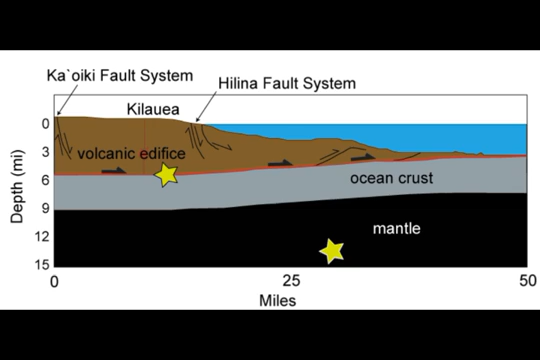 Ka`oiki Fault System
Hilina Fault System
Kilauea
volcanic edifice
ocean crust
mantle
Depth (mi)
0
3
6
9
12
15
0
25
50
Miles